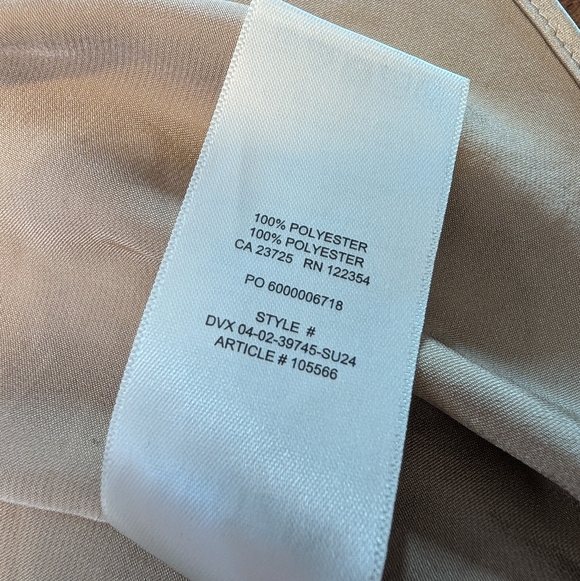 100% POLYESTER
100% POLYESTER
CA 23725 RN 122354
PO 6000006718
STYLE #
DVX 04-02-39745-SU24
ARTICLE # 105566